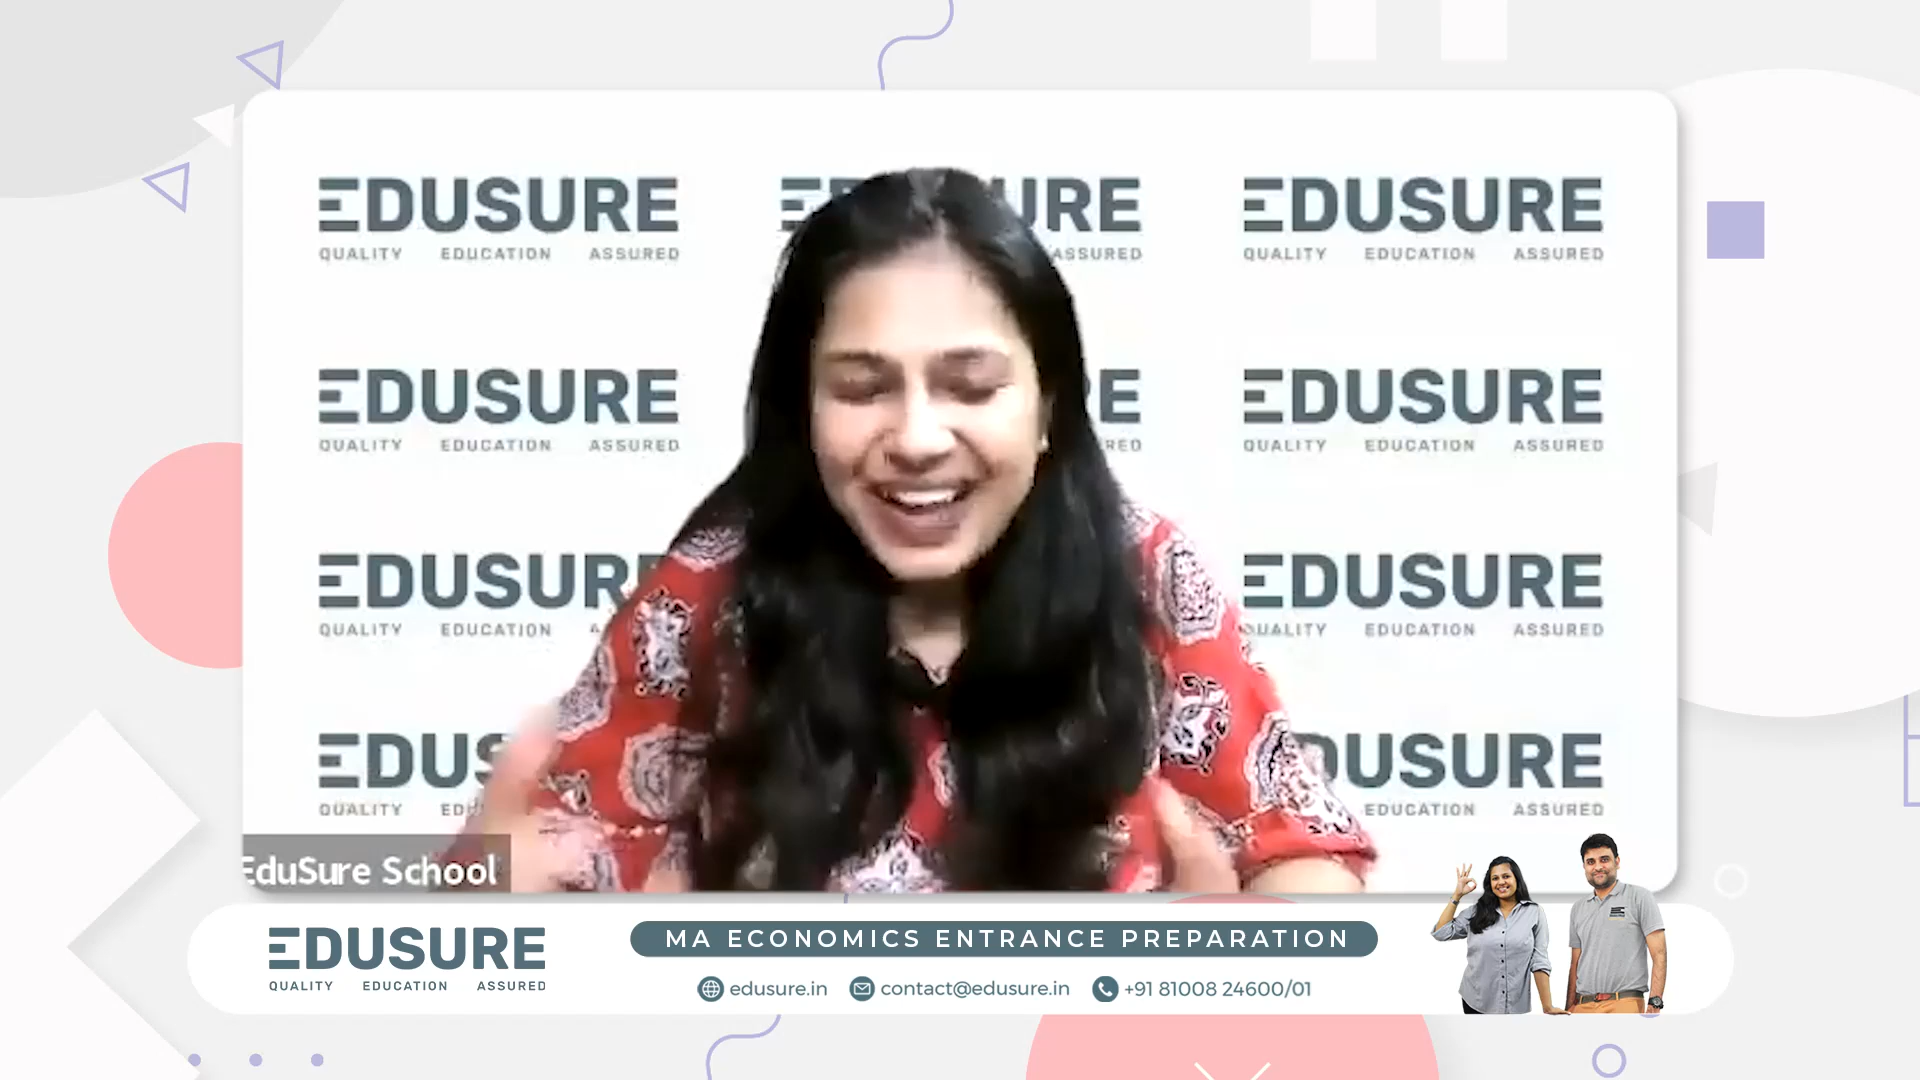 EDUSURE EDUSURE
QUALITY EDUCATION ASSURED ASSURED QUALITY EDUCATION ASSURED
EDUSURE EDUSURE
QUALITY EDUCATION ASSURED QUALITY EDUCATION ASSURED
EDUSURE
QUALITY EDUCATION QUALITY EDUCATION ASSURED
QUALITY EDUCATION ASSURED
EduSure School
EDUSURE
QUALITY EDUCATION ASSURED
MA ECONOMICS ENTRANCE PREPARATION
edusure.in contact@edusure.in +91 81008 24600/01